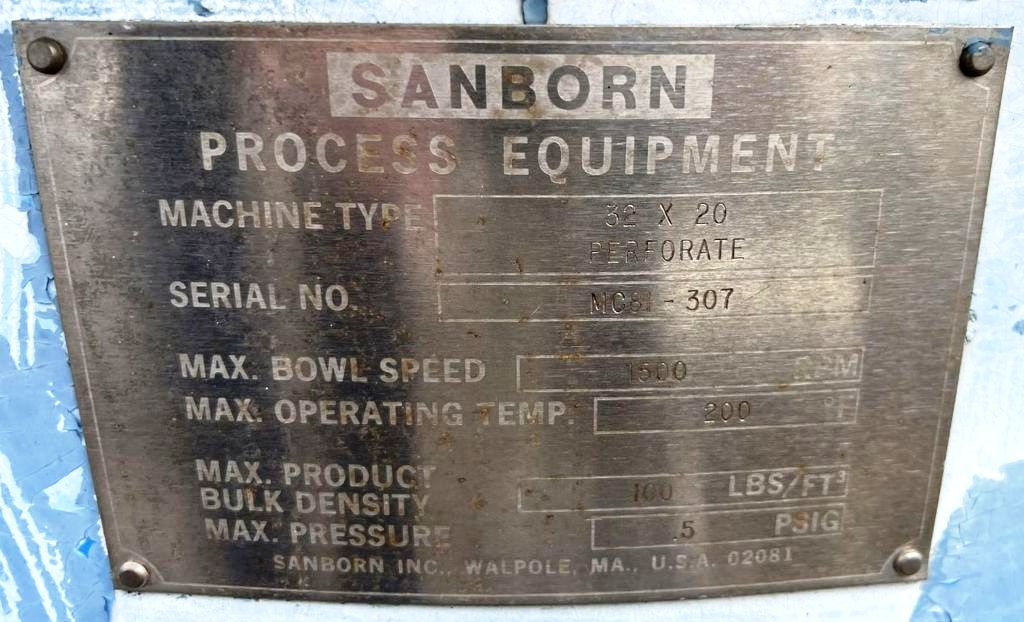 SANBORN
PROCESS EQUIPMENT
MACHINE TYPE 32 X 20
PERFORATE
SERIAL NO. MC81-307
MAX. BOWL SPEED 1500 RPM
MAX. OPERATING TEMP. 200 °F
MAX. PRODUCT
BULK DENSITY 100 LBS/FT³
MAX. PRESSURE .5 PSIG
SANBORN INC., WALPOLE, MA., U.S.A. 02081